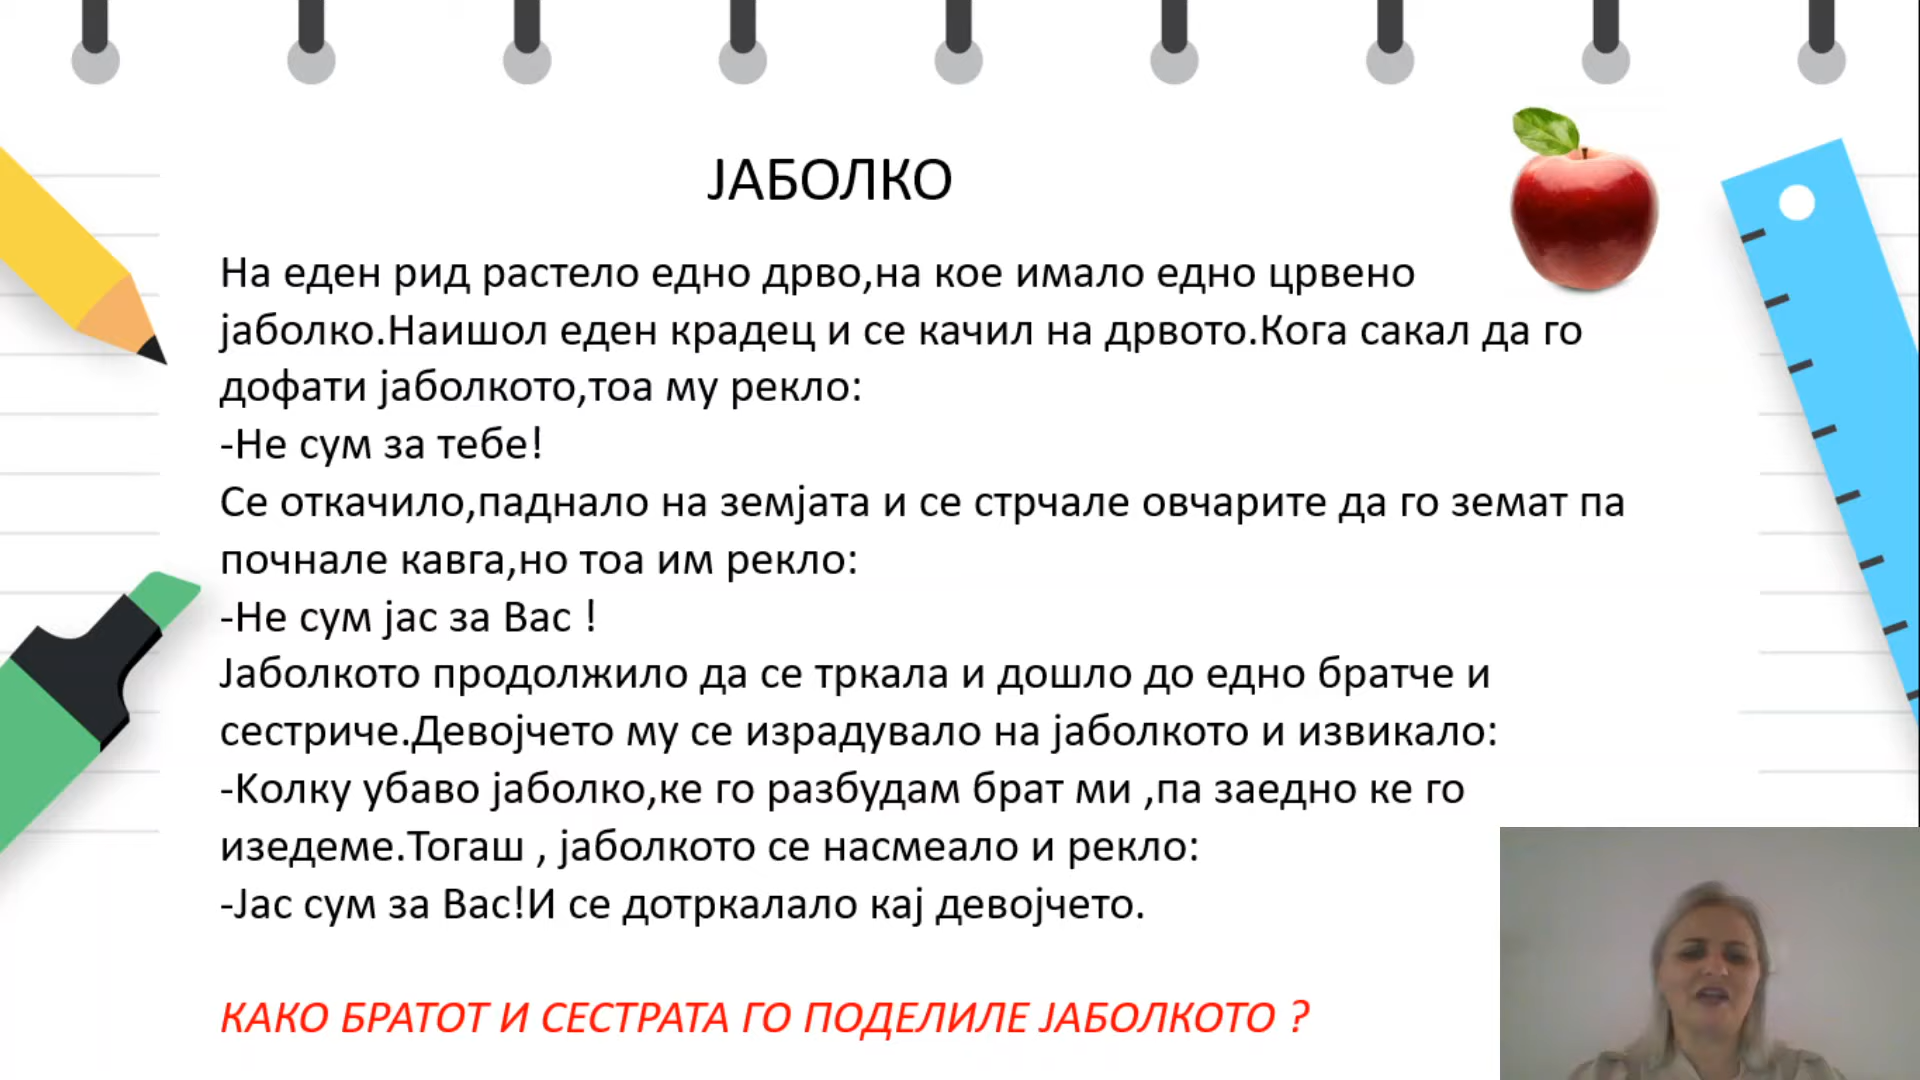 ЈАБОЛКО
На еден рид растело едно дрво,на кое имало едно црвено
јаболко.Наишол еден крадец и се качил на дрвото.Кога сакал да го
дофати јаболкото,тоа му рекло:
-Не сум за тебе!
Се откачило,паднало на земјата и се стрчале овчарите да го земат па
почнале кавга,но тоа им рекло:
-Не сум јас за Вас !
Јаболкото продолжило да се тркала и дошло до едно братче и
сестриче.Девојчето му се израдувало на јаболкото и извикало:
-Колку убаво јаболко,ке го разбудам брат ми ,па заедно ке го
изедеме.Тогаш , јаболкото се насмеало и рекло:
-Јас сум за Вас!И се дотркалало кај девојчето.
КАКО БРАТОТ И СЕСТРАТА ГО ПОДЕЛИЛЕ ЈАБОЛКОТО ?